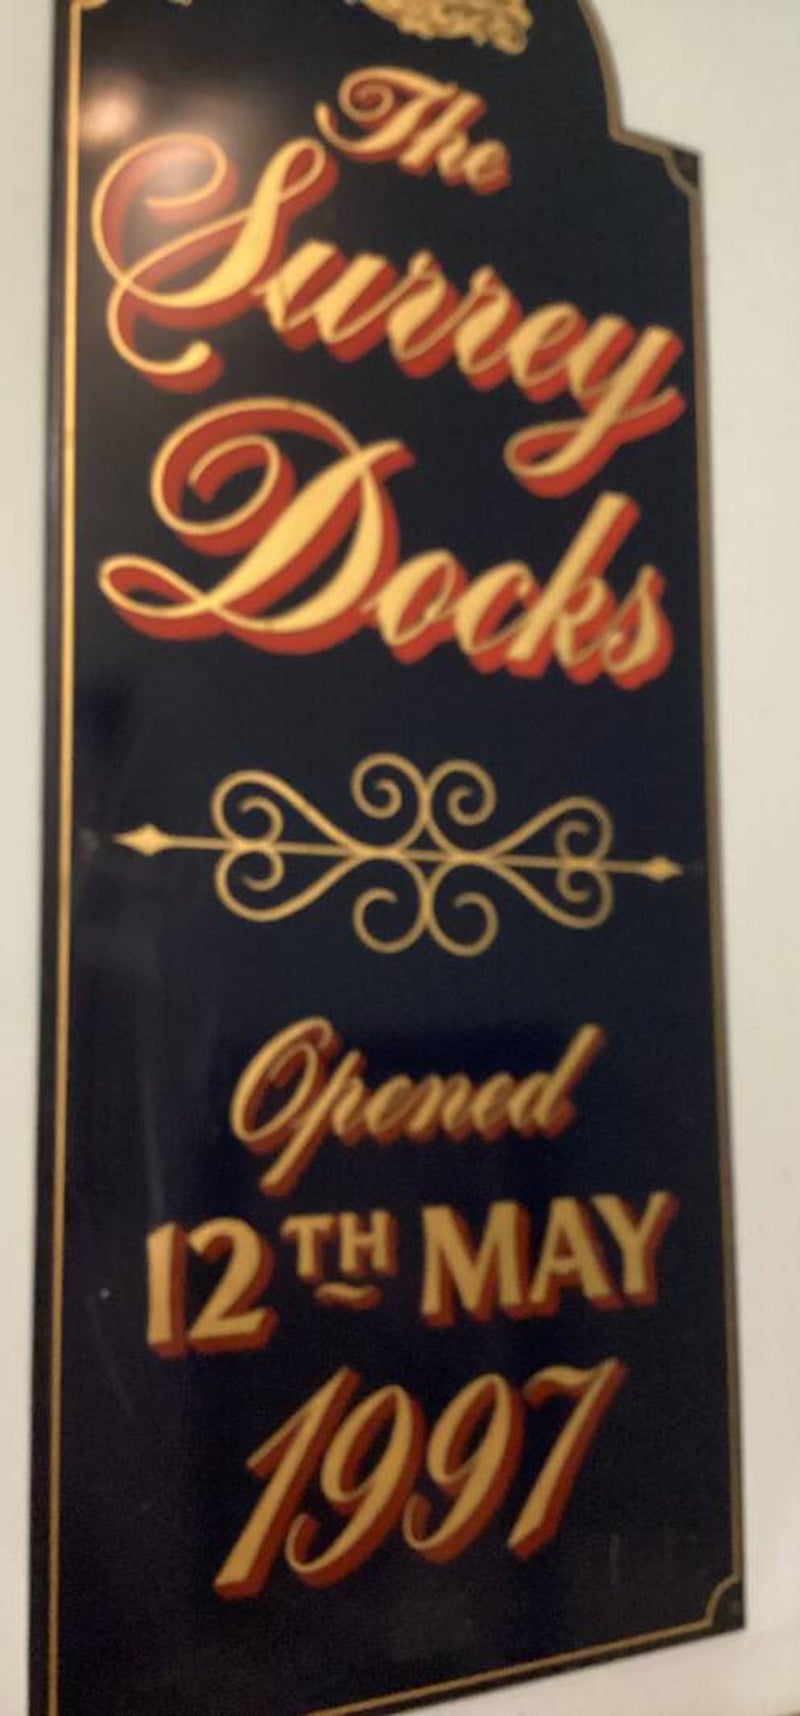 The
Surrey
Docks
Opened
12TH MAY
1997